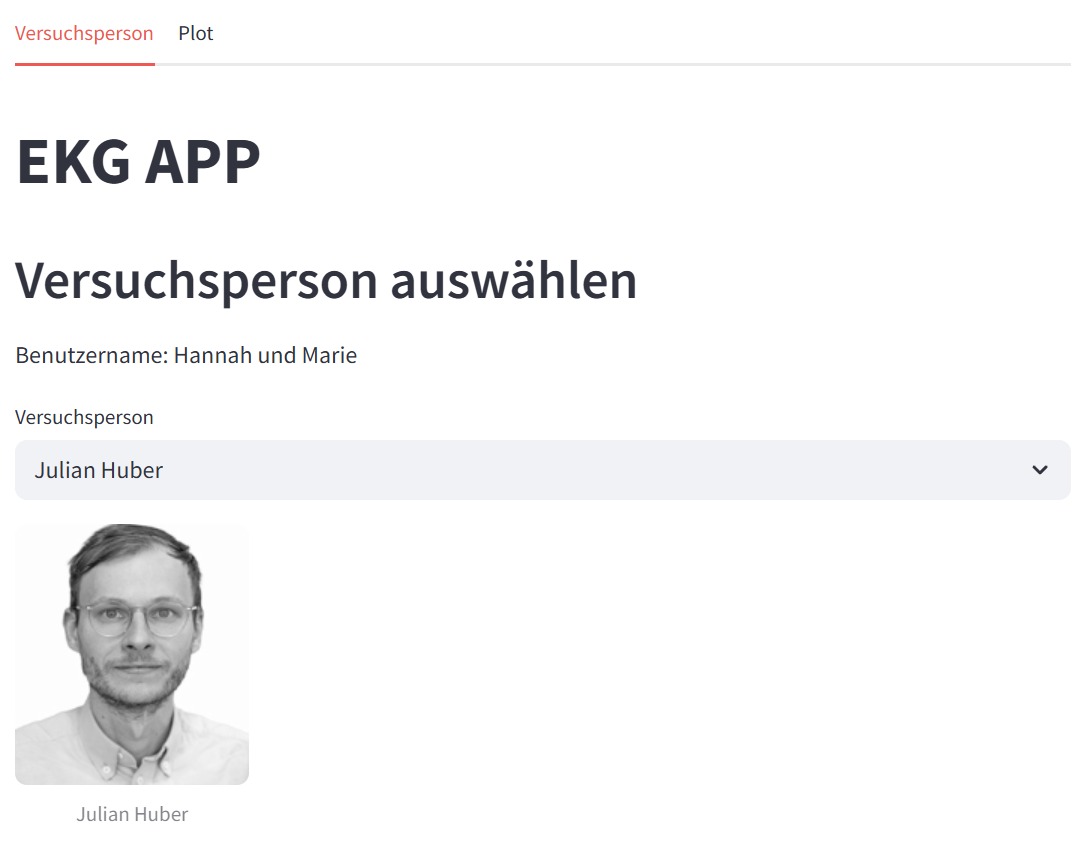 Versuchsperson Plot
EKG APP
Versuchsperson auswählen
Benutzername: Hannah und Marie
Versuchsperson
Julian Huber
Julian Huber